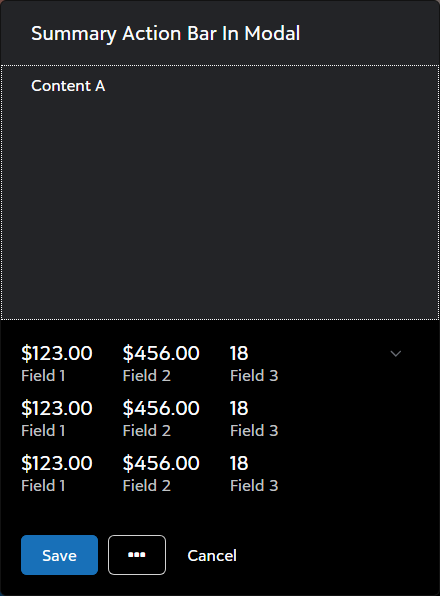 Summary Action Bar In Modal
Content A
$123.00 $456.00 18
Field 1 Field 2 Field 3
$123.00 $456.00 18
Field 1 Field 2 Field 3
$123.00 $456.00 18
Field 1 Field 2 Field 3
Save ••• Cancel